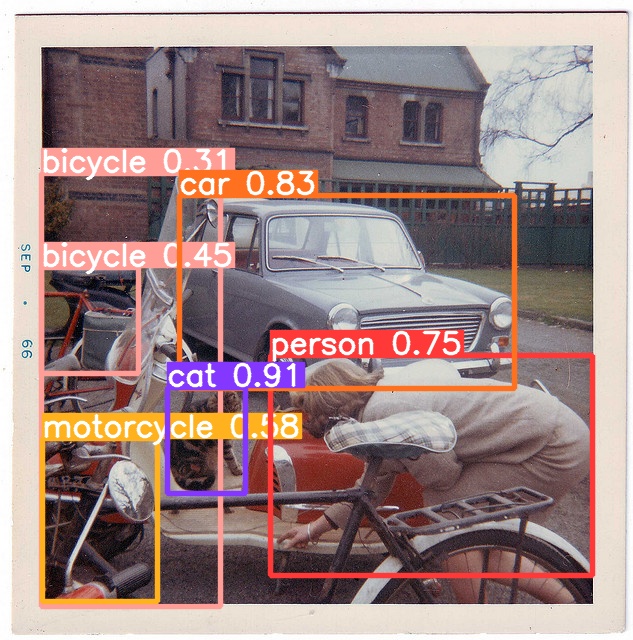 bicycle 0.31
car 0.83
bicycle 0.45
person 0.75
cat 0.91
motorcycle 0.58
SEP • 66